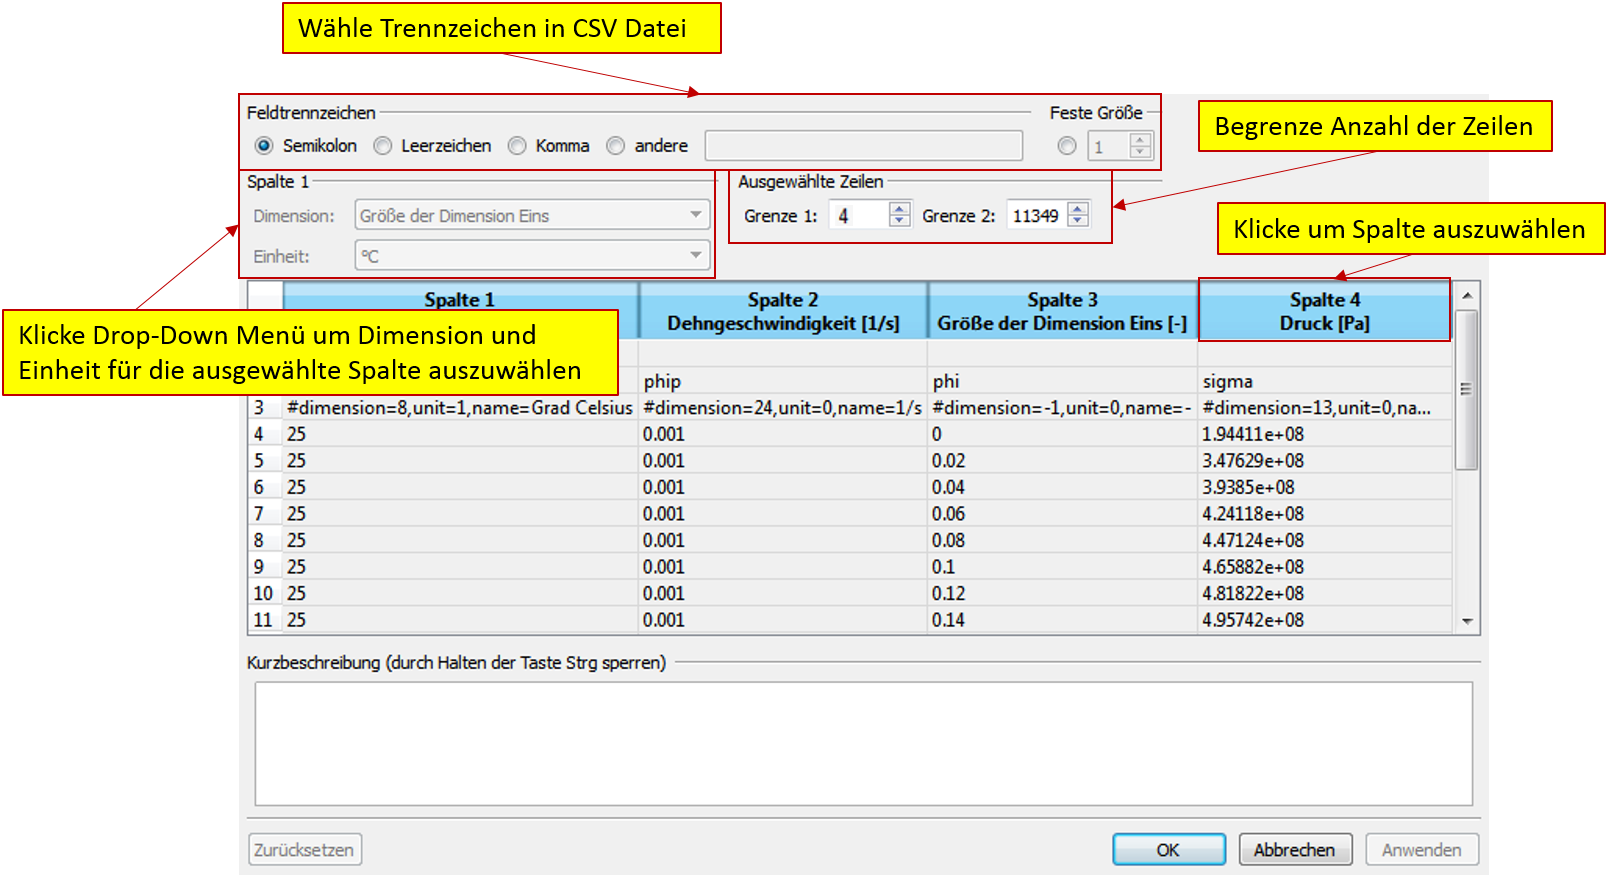 Wähle Trennzeichen in CSV Datei
Feldtrennzeichen
Feste Größe
Semikolon Leerzeichen Komma andere
1
Begrenze Anzahl der Zeilen
Spalte 1
Ausgewählte Zeilen
Dimension: Größe der Dimension Eins
Grenze 1: 4 Grenze 2: 11349
Klicke um Spalte auszuwählen
Einheit: °C
Spalte 1 Spalte 2 Spalte 3 Spalte 4
Dehngeschwindigkeit [1/s] Größe der Dimension Eins [-] Druck [Pa]
Klicke Drop-Down Menü um Dimension und
Einheit für die ausgewählte Spalte auszuwählen
phip phi sigma
3 #dimension=8,unit=1,name=Grad Celsius #dimension=24,unit=0,name=1/s #dimension=-1,unit=0,name=- #dimension=13,unit=0,na...
4 25 0.001 0 1.94411e+08
5 25 0.001 0.02 3.47629e+08
6 25 0.001 0.04 3.9385e+08
7 25 0.001 0.06 4.24118e+08
8 25 0.001 0.08 4.47124e+08
9 25 0.001 0.1 4.65882e+08
10 25 0.001 0.12 4.81822e+08
11 25 0.001 0.14 4.95742e+08
Kurzbeschreibung (durch Halten der Taste Strg sperren)
Zurücksetzen OK Abbrechen Anwenden